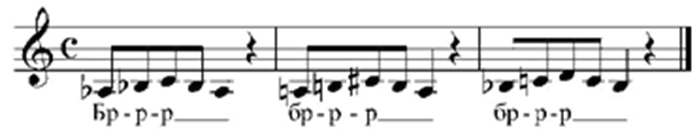 Бр - р - р____ бр - р - р____ бр - р - р____